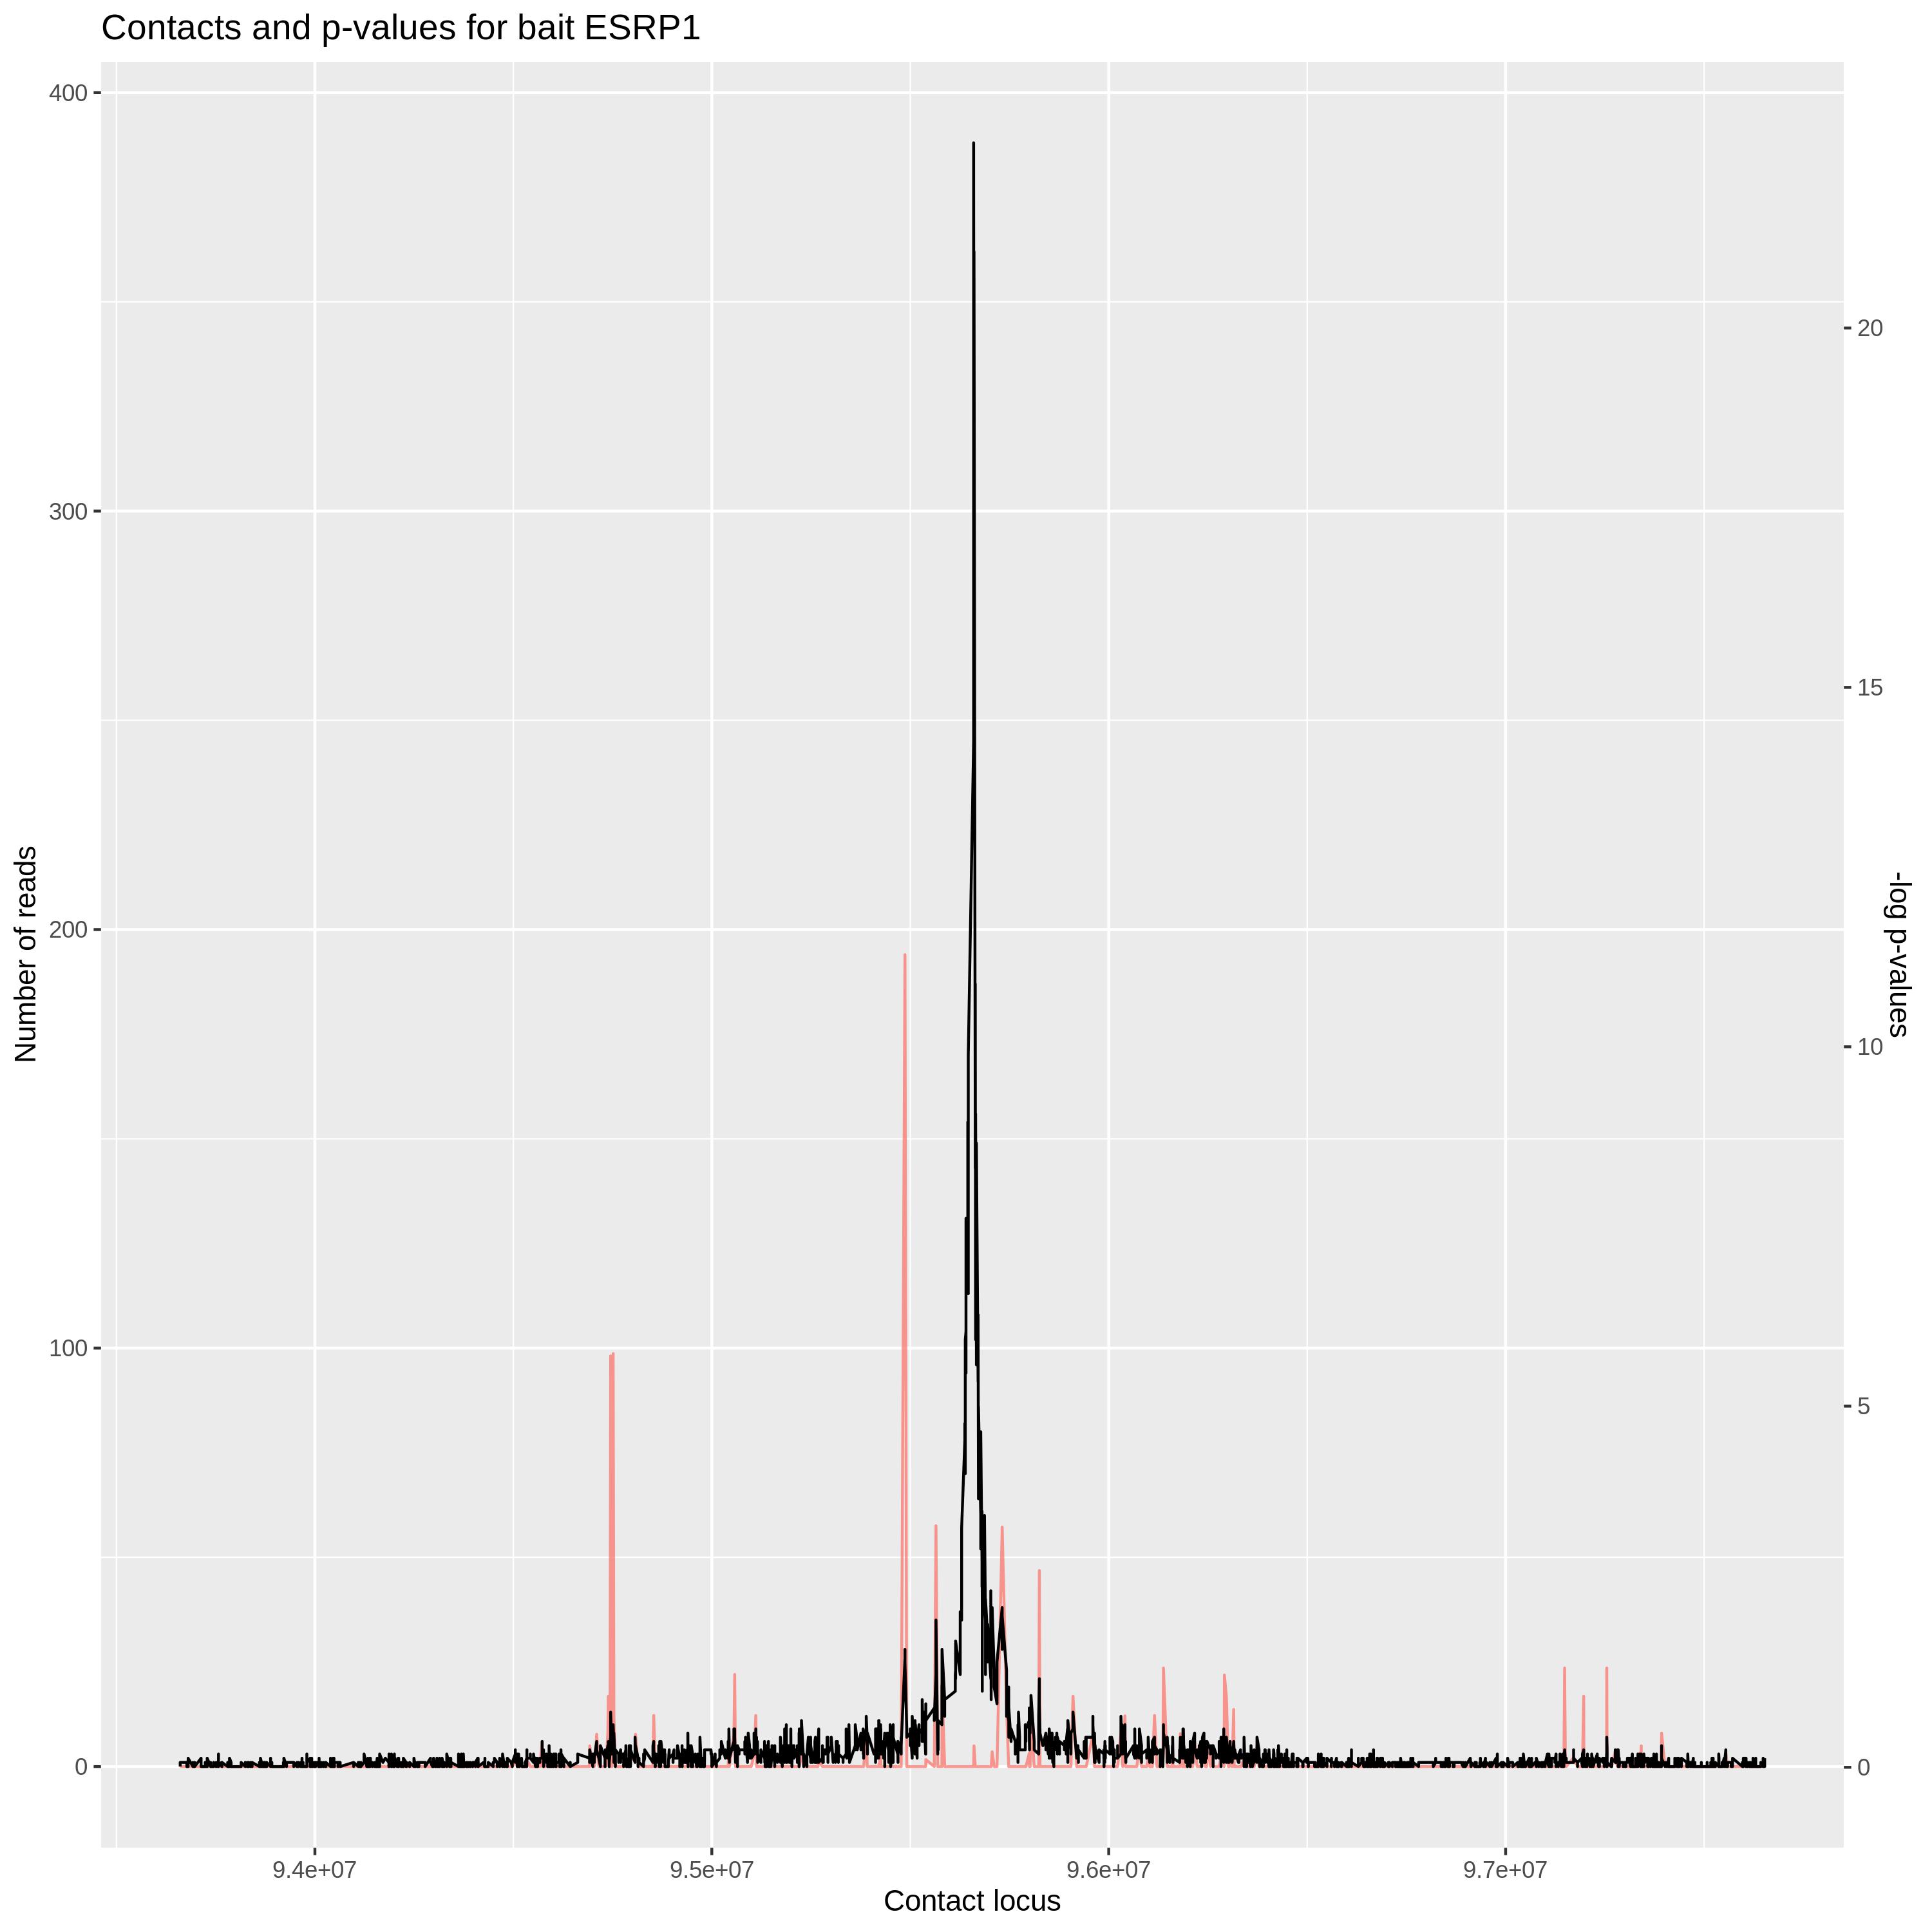 Contacts and p-values for bait ESRP1
400
300
200
100
0
Number of reads
20
15
10
5
0
-log p-values
9.4e+07
9.5e+07
9.6e+07
9.7e+07
Contact locus